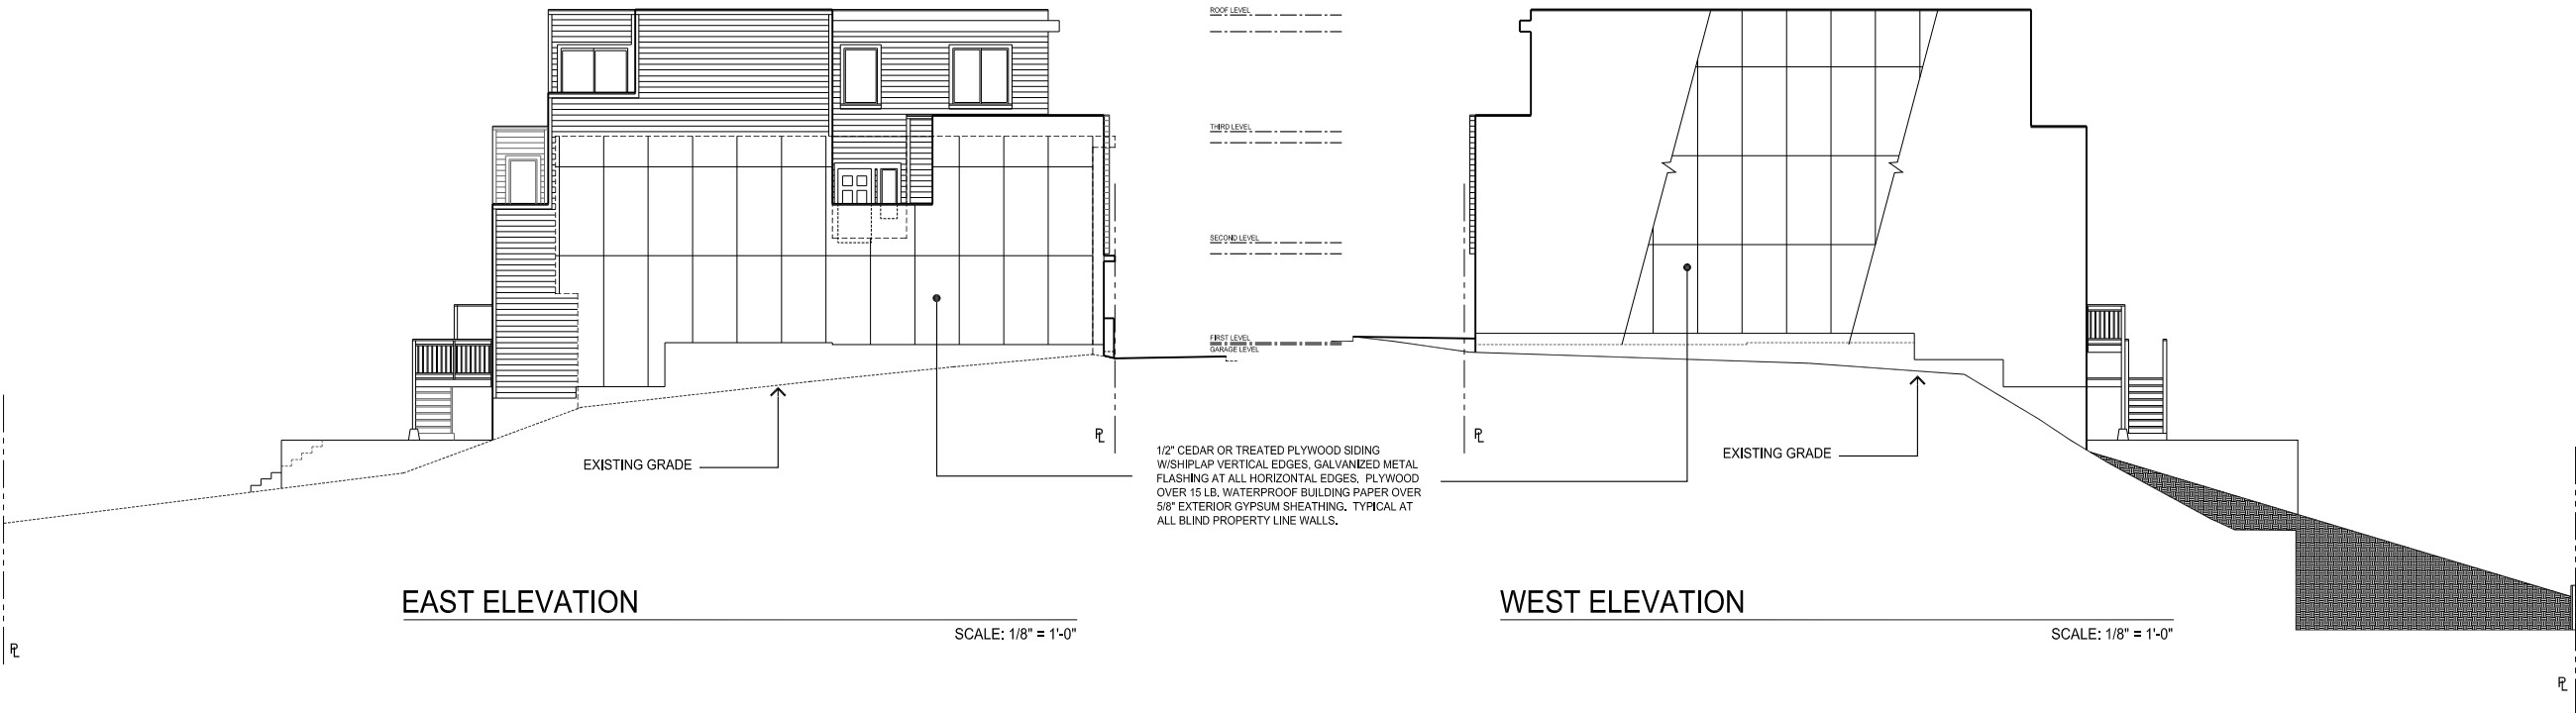 ROOF LEVEL
THIRD LEVEL
SECOND LEVEL
FIRST LEVEL
GARAGE LEVEL
PL
PL
EXISTING GRADE
1/2" CEDAR OR TREATED PLYWOOD SIDING
W/SHIPLAP VERTICAL EDGES, GALVANIZED METAL
FLASHING AT ALL HORIZONTAL EDGES, PLYWOOD
OVER 15 LB. WATERPROOF BUILDING PAPER OVER
5/8" EXTERIOR GYPSUM SHEATHING. TYPICAL AT
ALL BLIND PROPERTY LINE WALLS.
EXISTING GRADE
EAST ELEVATION
SCALE: 1/8" = 1'-0"
WEST ELEVATION
SCALE: 1/8" = 1'-0"
PL
PL